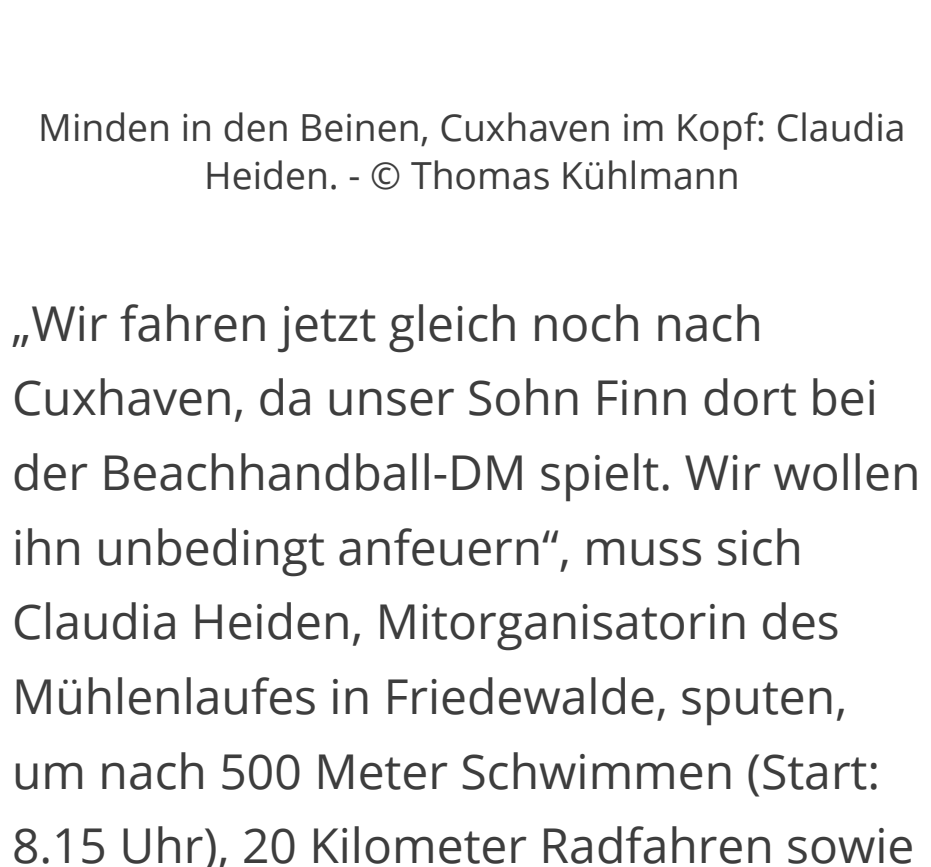 Minden in den Beinen, Cuxhaven im Kopf: Claudia
Heiden. - © Thomas Kühlmann
„Wir fahren jetzt gleich noch nach
Cuxhaven, da unser Sohn Finn dort bei
der Beachhandball-DM spielt. Wir wollen
ihn unbedingt anfeuern“, muss sich
Claudia Heiden, Mitorganisatorin des
Mühlenlaufes in Friedewalde, sputen,
um nach 500 Meter Schwimmen (Start:
8.15 Uhr), 20 Kilometer Radfahren sowie